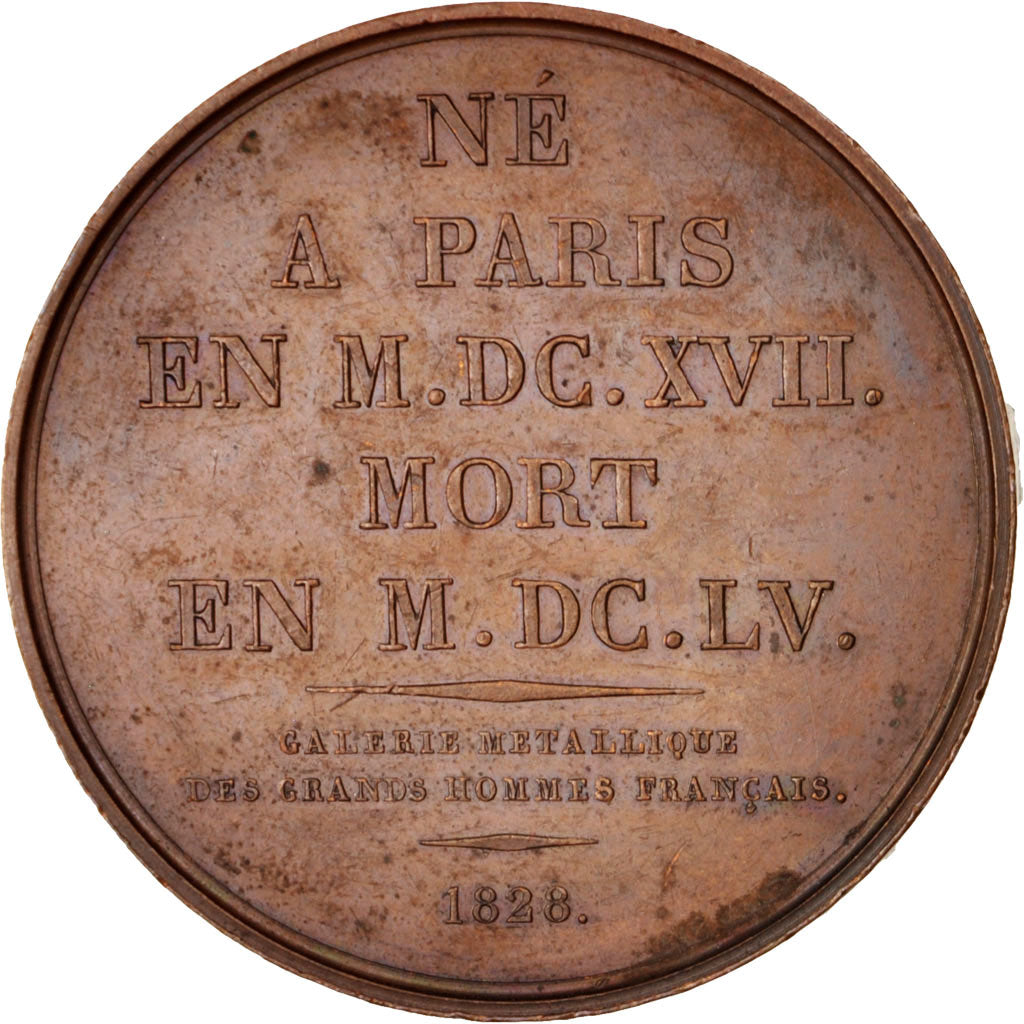 NÉ
A PARIS
EN M.DC.XVII.
MORT
EN M.DC.LV.
GALERIE METALLIQUE
DES GRANDS HOMMES FRANÇAIS.
1828.